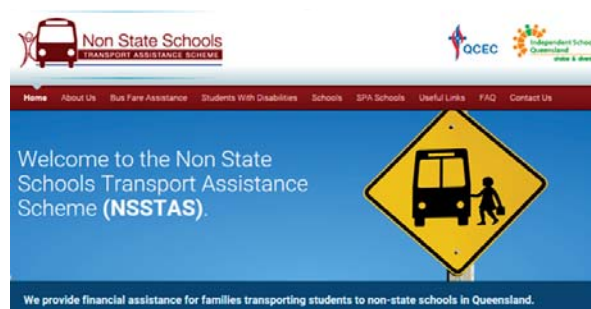 Non State Schools
TRANSPORT ASSISTANCE SCHEME
QCEC
Independent
Queensland
choice & diversity
Home About Us Bus Fare Assistance Students With Disabilities Schools SPA Schools Useful Links FAQ Contact Us
Welcome to the Non State
Schools Transport Assistance
Scheme (NSSTAS).
We provide financial assistance for families transporting students to non-state schools in Queensland.